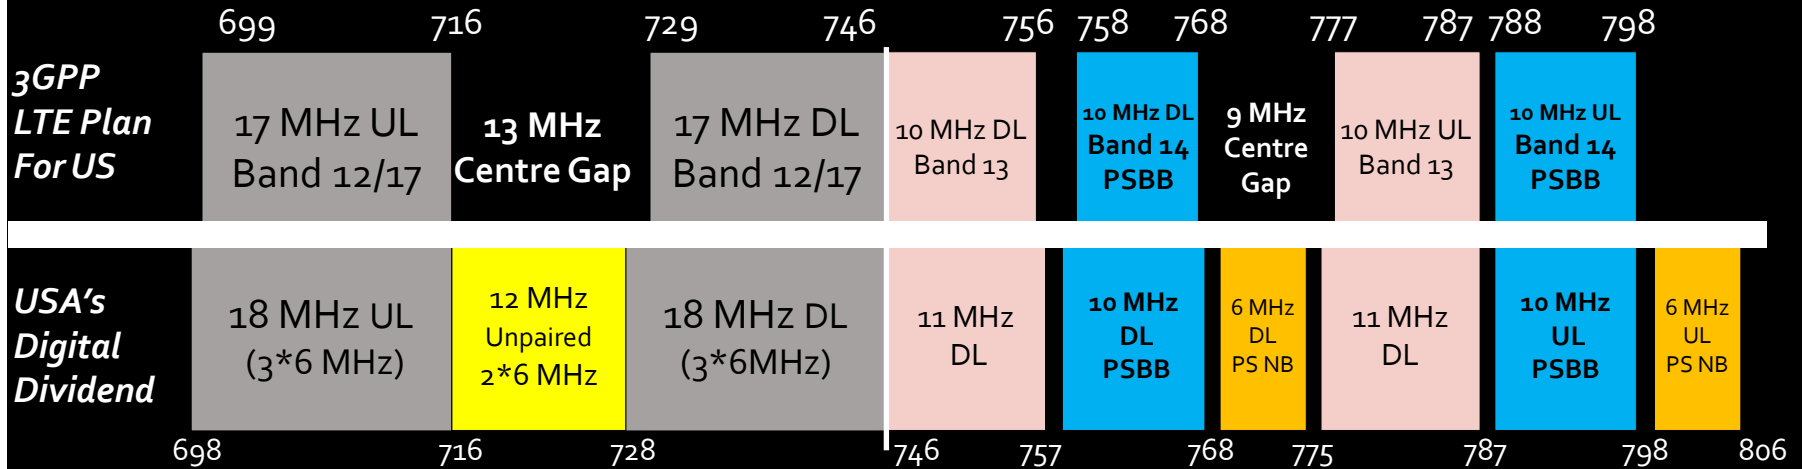 699 716 729 746 756 758 768 777 787 788 798
3GPP
LTE Plan
For US
17 MHz UL
Band 12/17
13 MHz
Centre Gap
17 MHz DL
Band 12/17
10 MHz DL
Band 13
10 MHz DL
Band 14
PSBB
9 MHz
Centre
Gap
10 MHz UL
Band 13
10 MHz UL
Band 14
PSBB
USA's
Digital
Dividend
18 MHz UL
(3*6 MHz)
12 MHz
Unpaired
2*6 MHz
18 MHz DL
(3*6MHz)
11 MHz
DL
10 MHz
DL
PSBB
6 MHz
DL
PS NB
11 MHz
DL
10 MHz
UL
PSBB
6 MHz
UL
PS NB
698 716 728 746 757 768 775 787 798 806